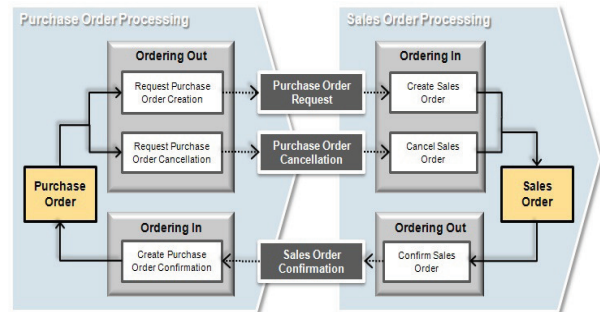 Purchase Order Processing
Sales Order Processing
Ordering Out
Request Purchase
Order Creation
Request Purchase
Order Cancellation
Purchase Order
Request
Purchase Order
Cancellation
Ordering In
Create Sales
Order
Cancel Sales
Order
Purchase
Order
Sales
Order
Ordering In
Create Purchase
Order Confirmation
Sales Order
Confirmation
Ordering Out
Confirm Sales
Order